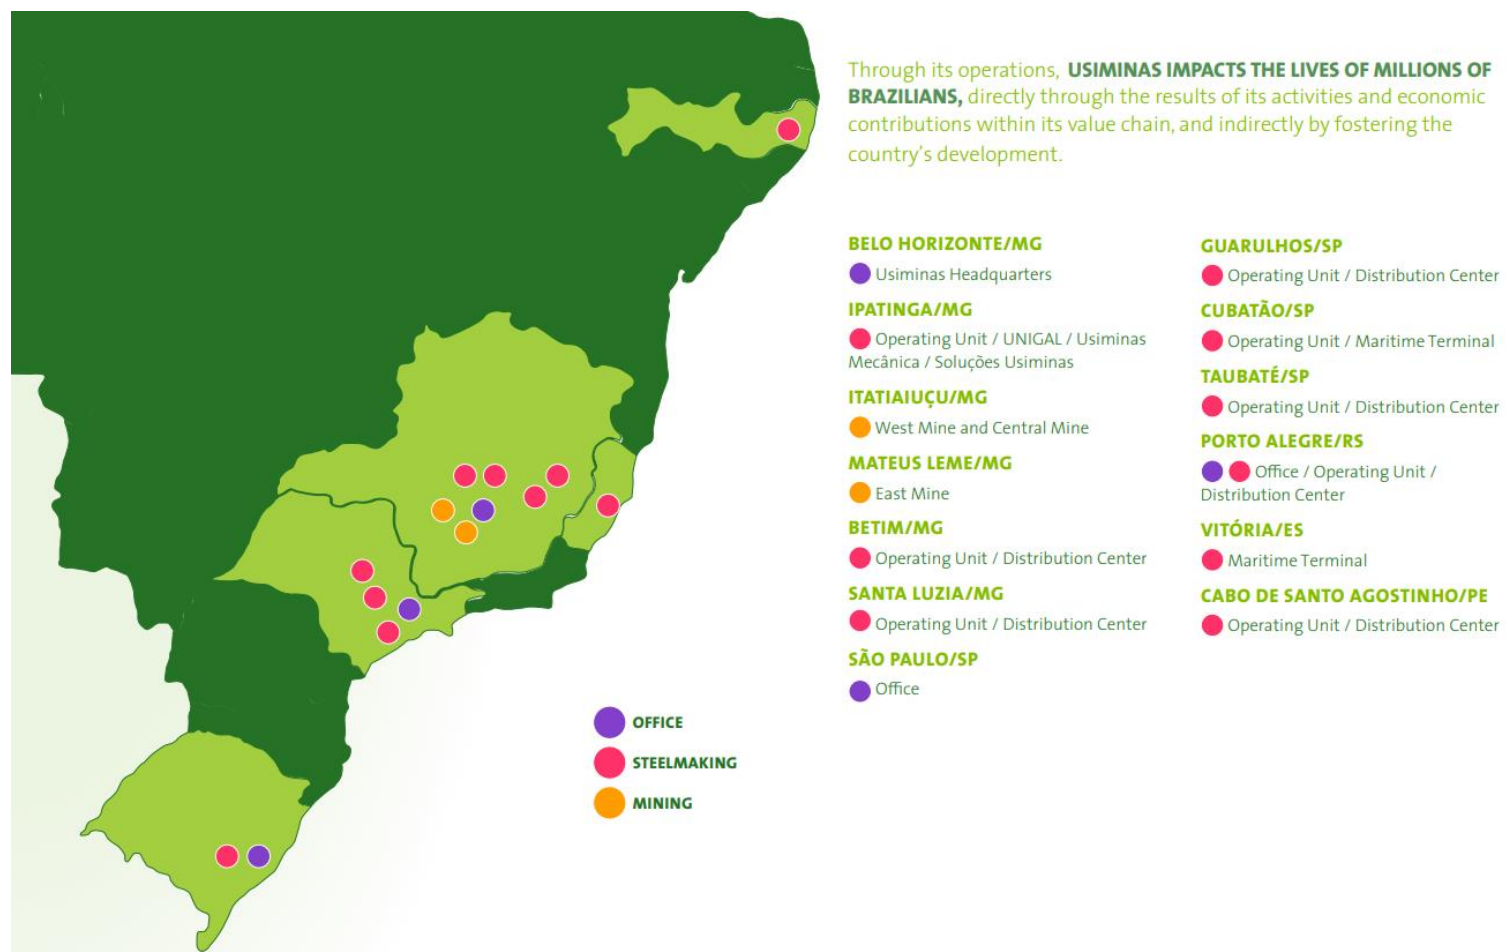 Through its operations, USIMINAS IMPACTS THE LIVES OF MILLIONS OF
BRAZILIANS, directly through the results of its activities and economic
contributions within its value chain, and indirectly by fostering the
country's development.
BELO HORIZONTE/MG
Usiminas Headquarters
IPATINGA/MG
Operating Unit / UNIGAL / Usiminas
Mecânica / Soluções Usiminas
ITATIAIUÇU/MG
West Mine and Central Mine
MATEUS LEME/MG
East Mine
BETIM/MG
Operating Unit / Distribution Center
SANTA LUZIA/MG
Operating Unit / Distribution Center
SÃO PAULO/SP
Office
GUARULHOS/SP
Operating Unit / Distribution Center
CUBATÃO/SP
Operating Unit / Maritime Terminal
TAUBATÉ/SP
Operating Unit / Distribution Center
PORTO ALEGRE/RS
Office / Operating Unit /
Distribution Center
VITÓRIA/ES
Maritime Terminal
CABO DE SANTO AGOSTINHO/PE
Operating Unit / Distribution Center
OFFICE
STEELMAKING
MINING